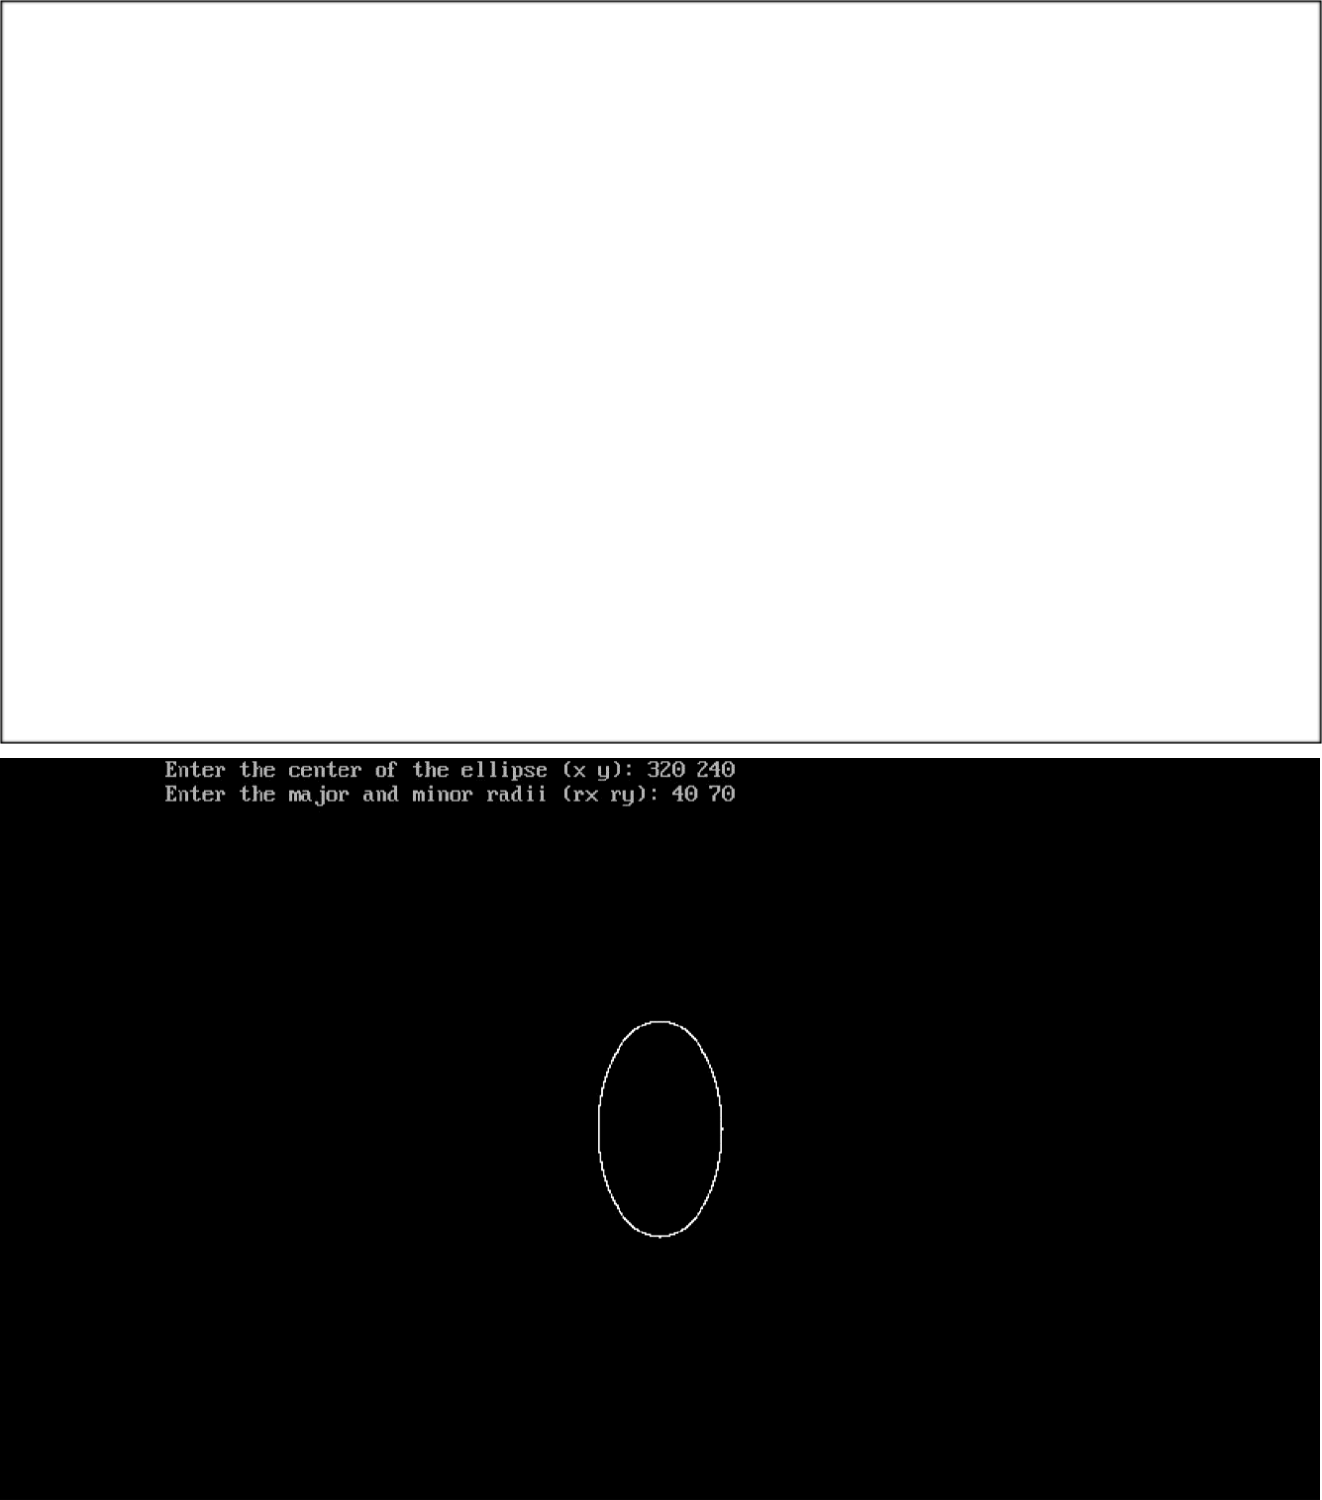 Enter the center of the ellipse (x y): 320 240
Enter the major and minor radii (rx ry): 40 70